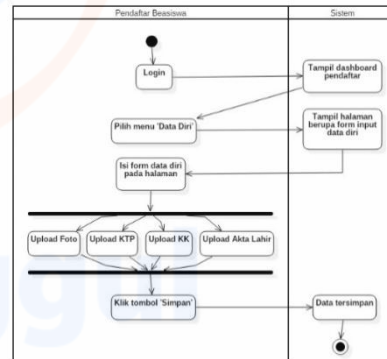 Pendaftar Beasiswa
Sistem
Login
Tampil dashboard
pendaftar
Pilih menu 'Data Diri'
Tampil halaman
berupa form input
data diri
Isi form data diri
pada halaman
Upload Foto
Upload KTP
Upload KK
Upload Akta Lahir
Klik tombol 'Simpan'
Data tersimpan